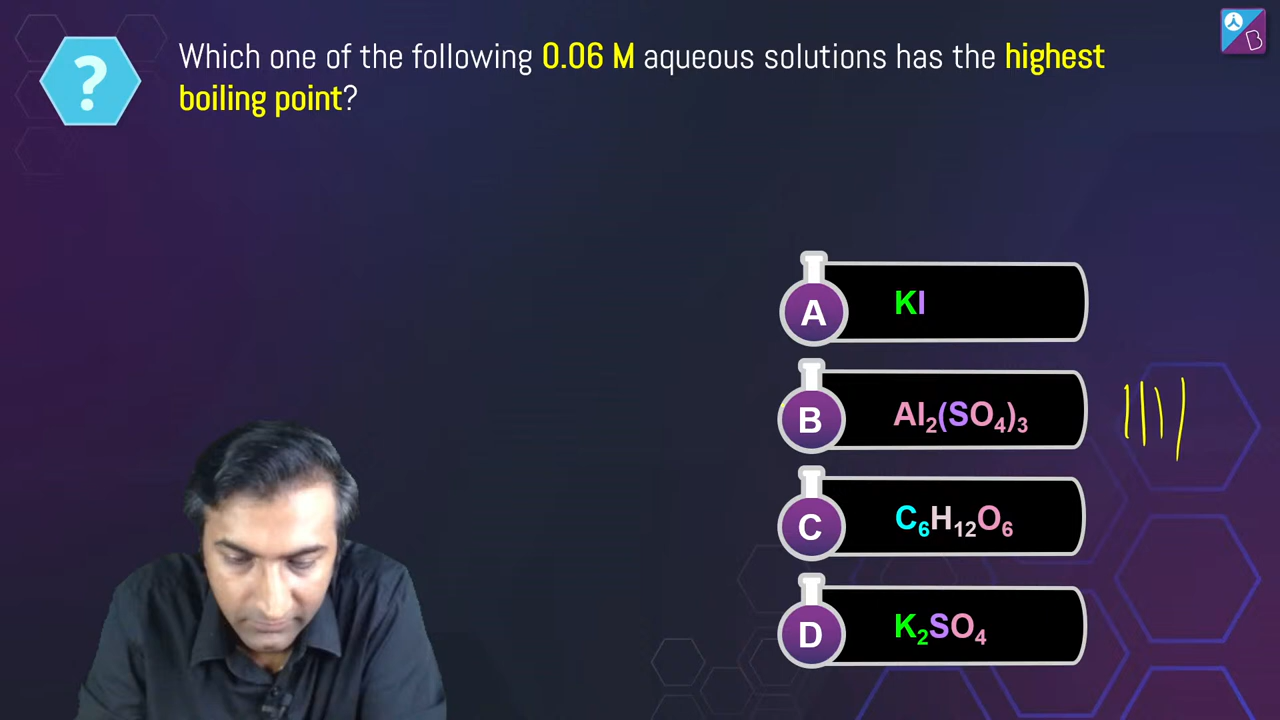 ?
Which one of the following 0.06 M aqueous solutions has the highest
boiling point?
A KI
B Al₂(SO₄)₃
C C₆H₁₂O₆
D K₂SO₄
B